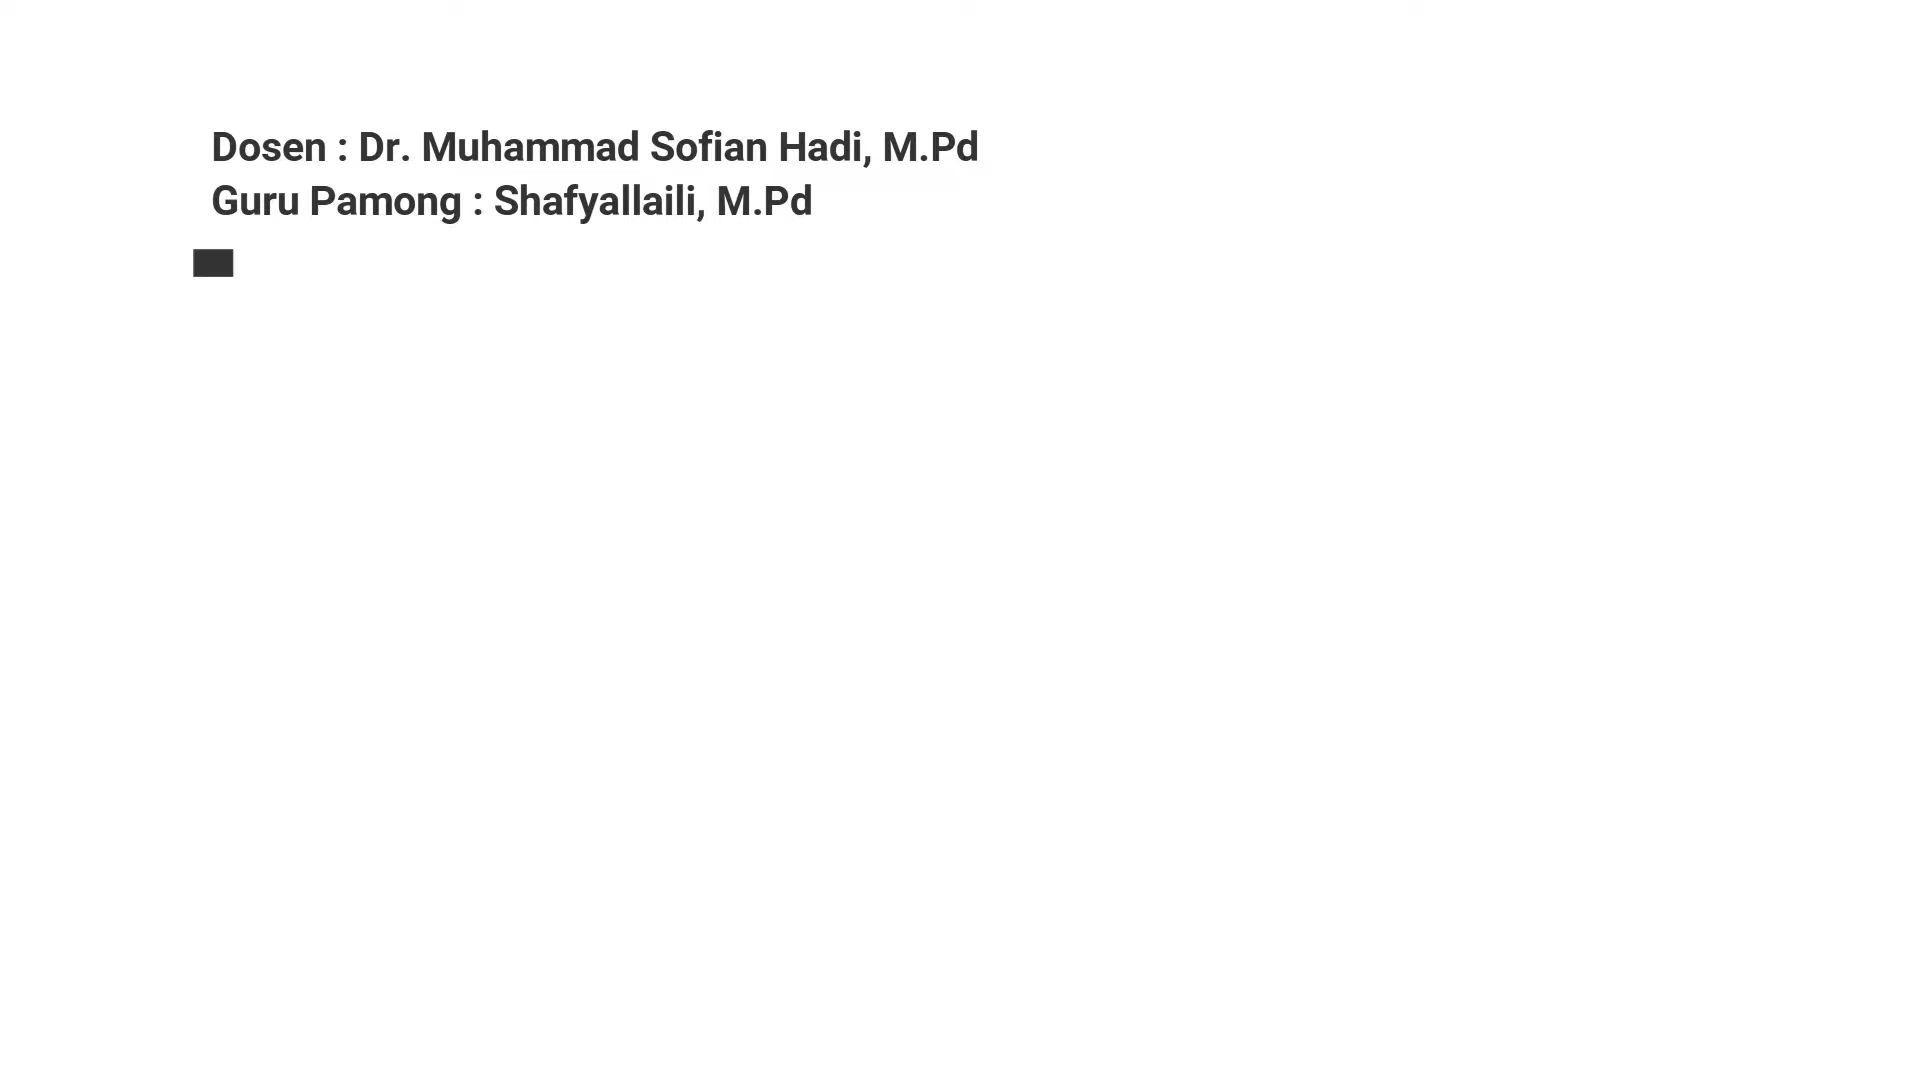 Dosen : Dr. Muhammad Sofian Hadi, M.Pd
Guru Pamong : Shafyallaili, M.Pd